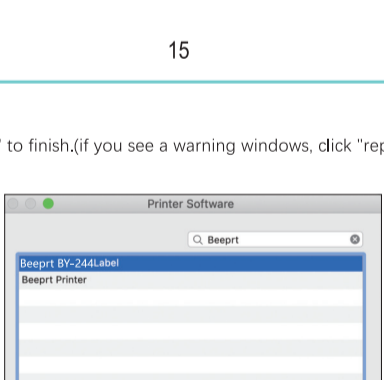 15
" to finish.(if you see a warning windows, click "rep
Printer Software
Beeprt
Beeprt BY-244Label
Beeprt Printer